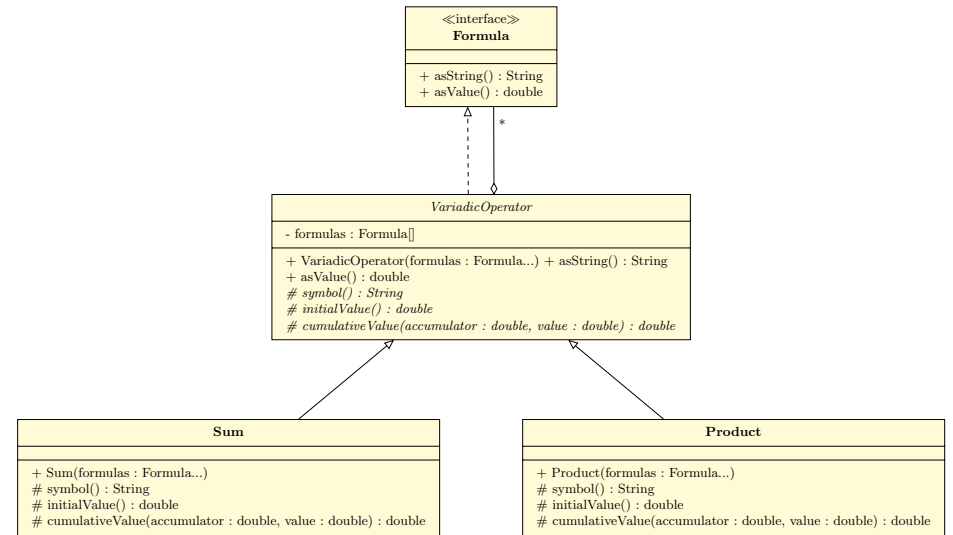 ≪interface≫
Formula
+ asString() : String
+ asValue() : double
*
VariadicOperator
- formulas : Formula[]
+ VariadicOperator(formulas : Formula...) + asString() : String
+ asValue() : double
# symbol() : String
# initialValue() : double
# cumulativeValue(accumulator : double, value : double) : double
Sum
+ Sum(formulas : Formula...)
# symbol() : String
# initialValue() : double
# cumulativeValue(accumulator : double, value : double) : double
Product
+ Product(formulas : Formula...)
# symbol() : String
# initialValue() : double
# cumulativeValue(accumulator : double, value : double) : double